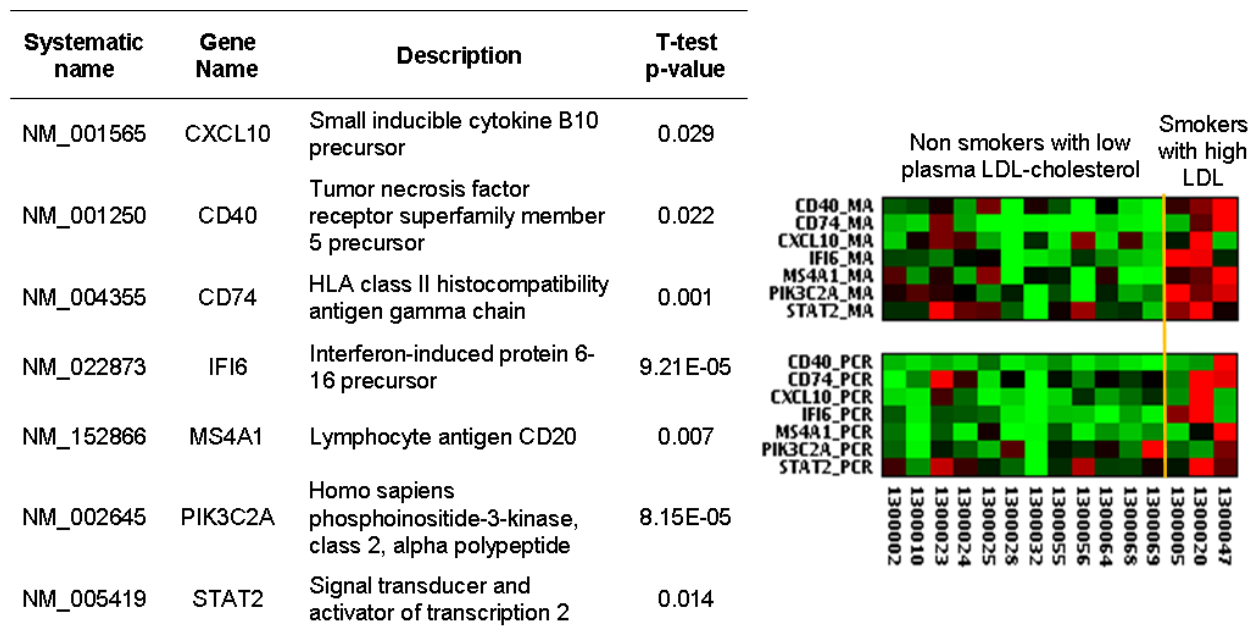 Systematic name
Gene Name
Description
T-test p-value
NM_001565 CXCL10 Small inducible cytokine B10 precursor 0.029
NM_001250 CD40 Tumor necrosis factor receptor superfamily member 5 precursor 0.022
NM_004355 CD74 HLA class II histocompatibility antigen gamma chain 0.001
NM_022873 IFI6 Interferon-induced protein 6-16 precursor 9.21E-05
NM_152866 MS4A1 Lymphocyte antigen CD20 0.007
NM_002645 PIK3C2A Homo sapiens phosphoinositide-3-kinase, class 2, alpha polypeptide 8.15E-05
NM_005419 STAT2 Signal transducer and activator of transcription 2 0.014
Non smokers with low
plasma LDL-cholesterol
Smokers
with high
LDL
CD40_MA
CD74_MA
CXCL10_MA
IFI6_MA
MS4A1_MA
PIK3C2A_MA
STAT2_MA
CD40_PCR
CD74_PCR
CXCL10_PCR
IFI6_PCR
MS4A1_PCR
PIK3C2A_PCR
STAT2_PCR
1300002
1300010
1300023
1300024
1300025
1300028
1300032
1300055
1300056
1300064
1300068
1300069
1300005
1300020
1300047